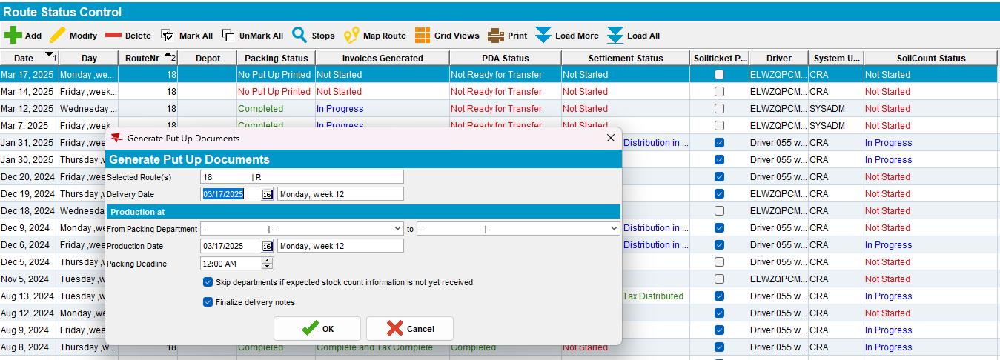 Route Status Control
Add Modify Delete Mark All UnMark All Stops Map Route Grid Views Print Load More Load All
Date 1 Day RouteNr 2 Depot Packing Status Invoices Generated PDA Status Settlement Status Soilticket P... Driver System U... SoilCount Status
Mar 17, 2025 Monday ,we... 18 No Put Up Printed Not Started Not Ready for Transfer Not Started ELWZQPCM... CRA Not Started
Mar 14, 2025 Friday ,week... 18 No Put Up Printed Not Started Not Ready for Transfer Not Started ELWZQPCM... CRA Not Started
Mar 12, 2025 Wednesday ... 18 Completed In Progress Not Ready for Transfer Not Started ELWZQPCM... SYSADM Not Started
Mar 7, 2025 Friday ,week... 18 Completed In Progress Not Ready for Transfer Not Started ELWZQPCM... SYSADM Not Started
Jan 31, 2025 Friday ,wee Distribution in ... Driver 055 w... CRA In Progress
Jan 30, 2025 Thursday ,w Driver 055 w... CRA In Progress
Dec 20, 2024 Friday ,wee Driver 055 w... CRA Not Started
Dec 19, 2024 Thursday ,w Driver 055 w... CRA Not Started
Dec 18, 2024 Wednesday ELWZQPCM... CRA Not Started
Dec 9, 2024 Monday ,we Distribution in ... Driver 055 w... CRA Not Started
Dec 6, 2024 Friday ,wee Distribution in ... Driver 055 w... CRA In Progress
Dec 5, 2024 Thursday ,w Driver 055 w... CRA Not Started
Nov 5, 2024 Tuesday ,w ELWZQPCM... CRA Not Started
Aug 13, 2024 Tuesday ,w Tax Distributed Driver 055 w... CRA In Progress
Aug 12, 2024 Monday ,we Driver 055 w... CRA Not Started
Aug 9, 2024 Friday ,wee Driver 055 w... CRA In Progress
Aug 8, 2024 Thursday ,w... 18 Completed Complete and Tax Complete Completed Not Started Driver 055 w... CRA In Progress
Generate Put Up Documents
Generate Put Up Documents
Selected Route(s) 18 | R
Delivery Date 03/17/2025 16 Monday, week 12
Production at
From Packing Department - | - to - | -
Production Date 03/17/2025 16 Monday, week 12
Packing Deadline 12:00 AM
Skip departments if expected stock count information is not yet received
Finalize delivery notes
OK Cancel